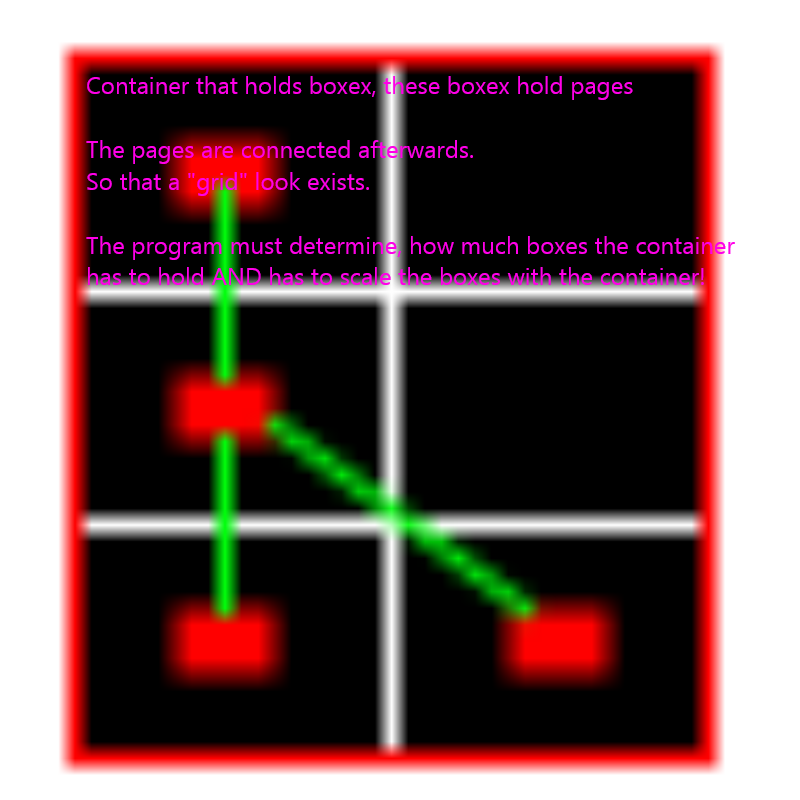 Container that holds boxex, these boxex hold pages
The pages are connected afterwards.
So that a "grid" look exists.
The program must determine, how much boxes the container
has to hold AND has to scale the boxes with the container!